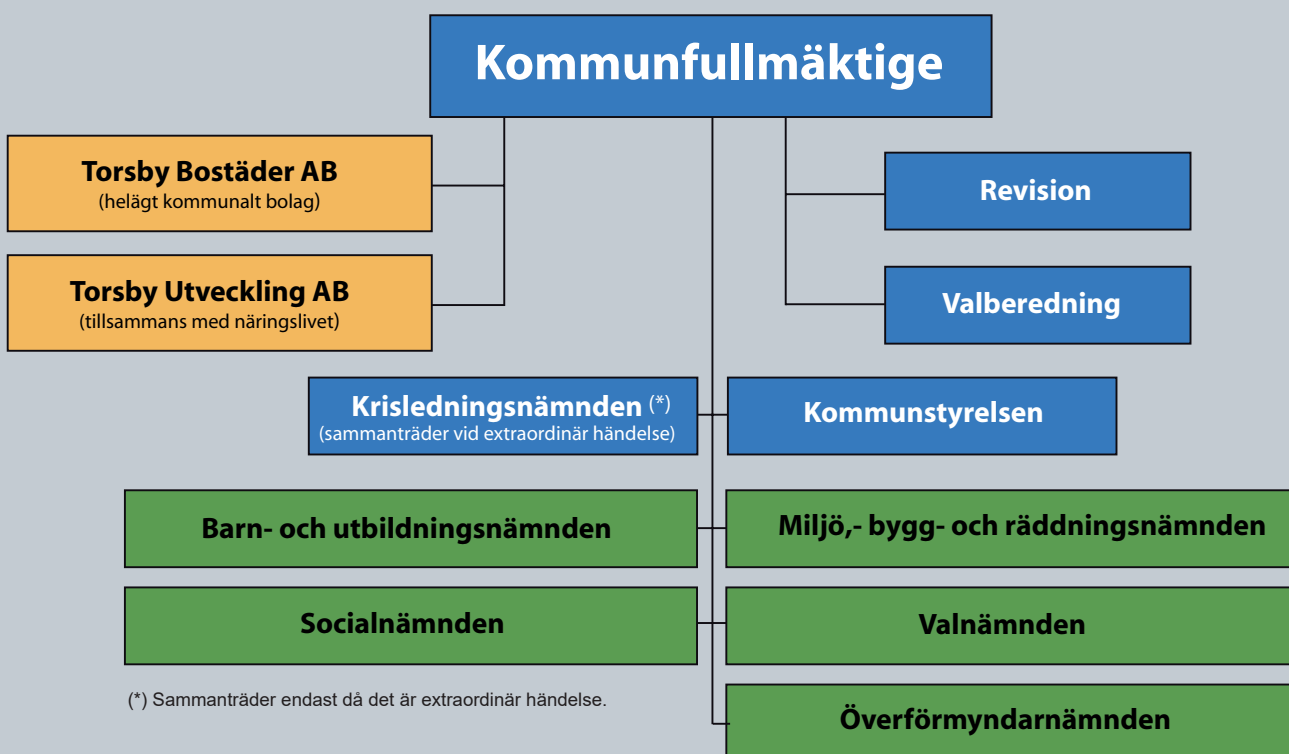 Kommunfullmäktige
Torsby Bostäder AB
(helägt kommunalt bolag)
Revision
Torsby Utveckling AB
(tillsammans med näringslivet)
Valberedning
Krisledningsnämnden (*)
(sammanträder vid extraordinär händelse)
Kommunstyrelsen
Barn- och utbildningsnämnden
Miljö,- bygg- och räddningsnämnden
Socialnämnden
Valnämnden
(*) Sammanträder endast då det är extraordinär händelse.
Överförmyndarnämnden